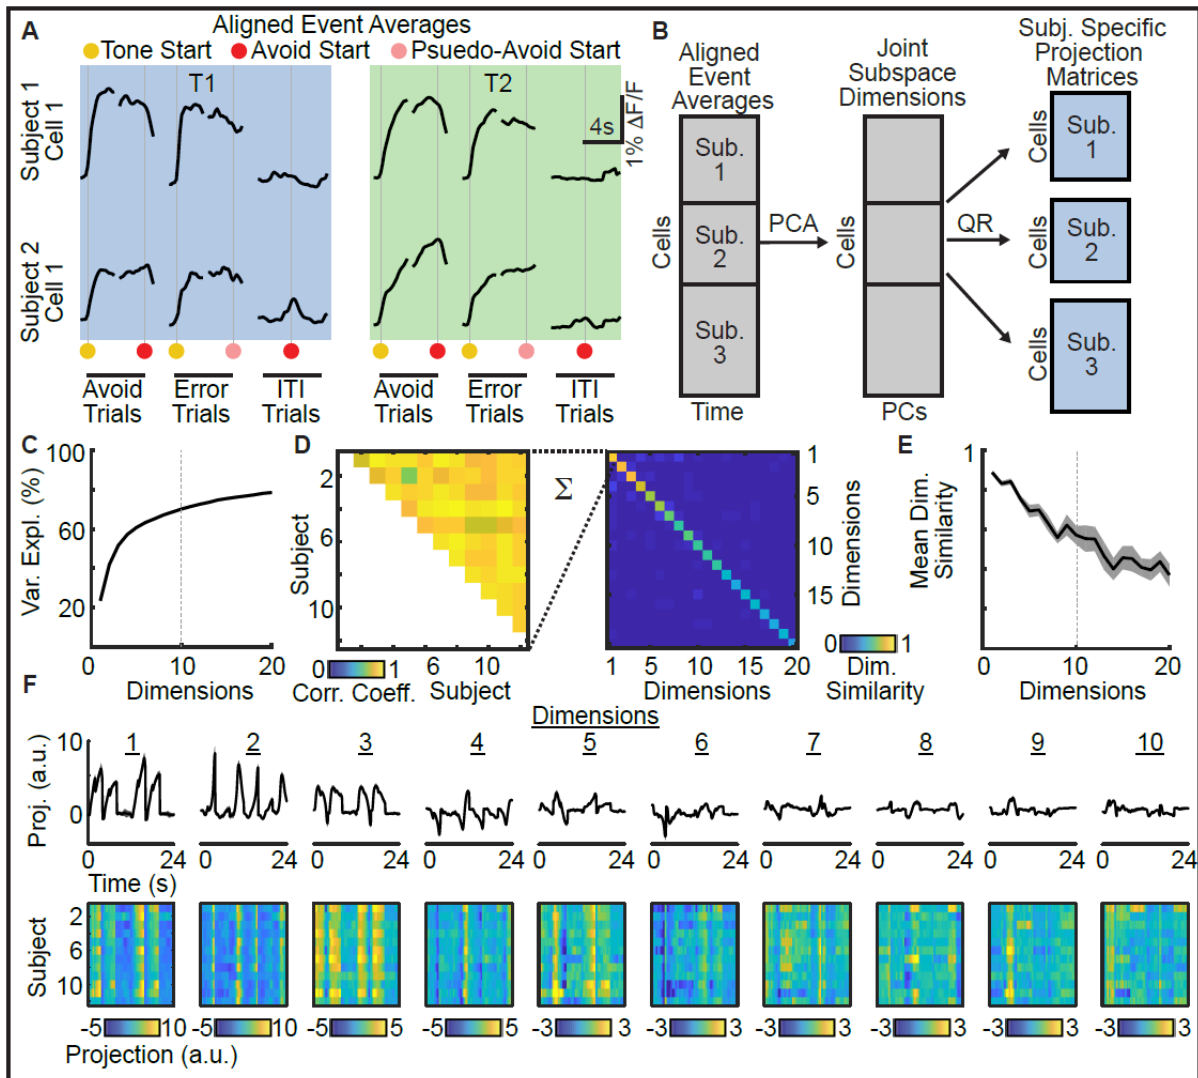 A
Aligned Event Averages
Tone Start
Avoid Start
Psuedo-Avoid Start
T1
T2
Subject 1
Cell 1
Subject 2
Cell 1
4s
1% ΔF/F
Avoid
Trials
Error
Trials
ITI
Trials
Avoid
Trials
Error
Trials
ITI
Trials
B
Aligned
Event
Averages
Joint
Subspace
Dimensions
Subj. Specific
Projection
Matrices
Cells
Sub.
1
Sub.
2
Sub.
3
Time
PCA
Cells
PCs
QR
Cells
Sub.
1
Cells
Sub.
2
Cells
Sub.
3
C
Var. Expl. (%)
100
60
20
0
10
20
Dimensions
D
Subject
2
6
10
6
10
Subject
0
1
Corr. Coeff.
Σ
1
5
10
15
Dimensions
1
5
10
15
20
Dimensions
0
1
Dim.
Similarity
E
Mean Dim.
Similarity
1
0
10
20
Dimensions
F
Dimensions
1
2
3
4
5
6
7
8
9
10
Proj. (a.u.)
10
0
0 24
0 24
0 24
0 24
0 24
0 24
0 24
0 24
0 24
0 24
Time (s)
Subject
2
6
10
-5 10
-5 10
-5 5
-5 5
-3 3
-3 3
-3 3
-3 3
-3 3
-3 3
Projection (a.u.)